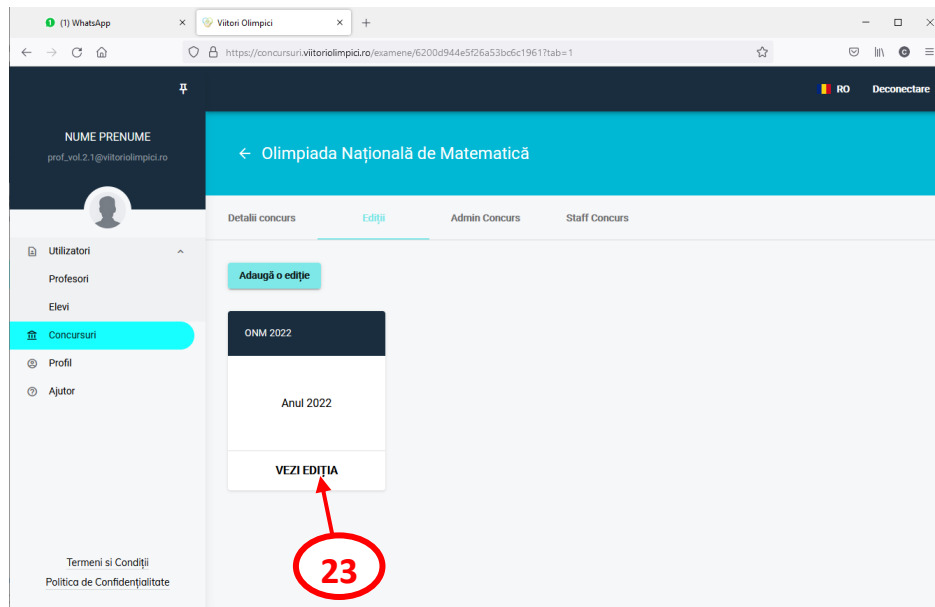 (1) WhatsApp
Viitori Olimpici
https://concursuri.viitoriolimpici.ro/examene/6200d944e5f26a53bc6c1961?tab=1
RO
Deconectare
NUME PRENUME
prof_vol.2.1@viitoriolimpici.ro
← Olimpiada Națională de Matematică
Detalii concurs
Ediții
Admin Concurs
Staff Concurs
Utilizatori
Profesori
Elevi
Concursuri
Profil
Ajutor
Adaugă o ediție
ONM 2022
Anul 2022
VEZI EDIȚIA
23
Termeni si Condiții
Politica de Confidențialitate